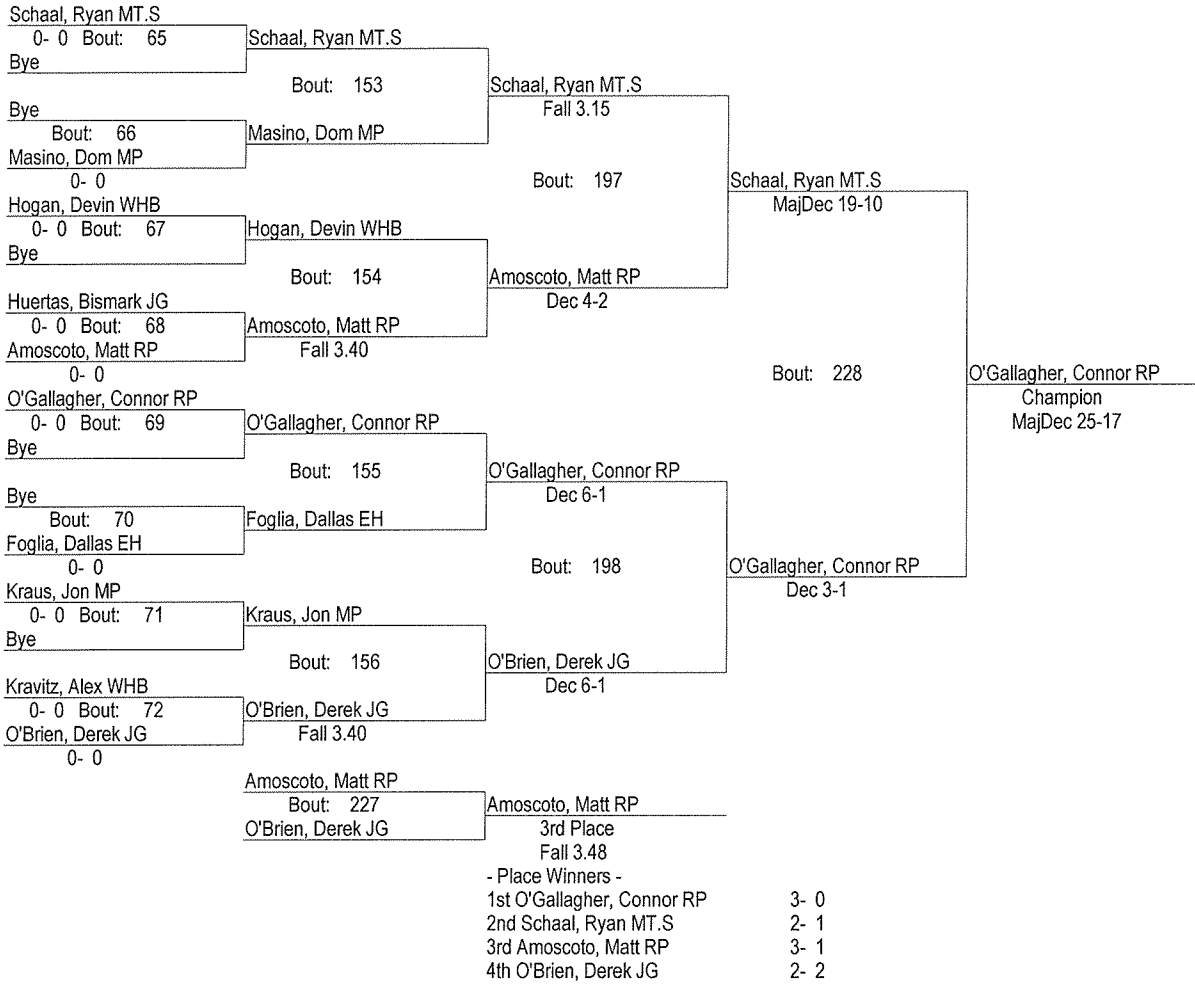 Schaal, Ryan MT.S
0- 0 Bout: 65
Bye
Schaal, Ryan MT.S
Bout: 153
Bye
Bout: 66
Masino, Dom MP
0- 0
Masino, Dom MP
Schaal, Ryan MT.S
Fall 3.15
Bout: 197
Hogan, Devin WHB
0- 0 Bout: 67
Bye
Hogan, Devin WHB
Bout: 154
Huertas, Bismark JG
0- 0 Bout: 68
Amoscoto, Matt RP
0- 0
Amoscoto, Matt RP
Fall 3.40
Amoscoto, Matt RP
Dec 4-2
Schaal, Ryan MT.S
MajDec 19-10
Bout: 228
O'Gallagher, Connor RP
Champion
MajDec 25-17
O'Gallagher, Connor RP
0- 0 Bout: 69
Bye
O'Gallagher, Connor RP
Bout: 155
Bye
Bout: 70
Foglia, Dallas EH
0- 0
Foglia, Dallas EH
O'Gallagher, Connor RP
Dec 6-1
Bout: 198
O'Gallagher, Connor RP
Dec 3-1
Kraus, Jon MP
0- 0 Bout: 71
Bye
Kraus, Jon MP
Bout: 156
Kravitz, Alex WHB
0- 0 Bout: 72
O'Brien, Derek JG
0- 0
O'Brien, Derek JG
Fall 3.40
O'Brien, Derek JG
Dec 6-1
Amoscoto, Matt RP
Bout: 227
O'Brien, Derek JG
Amoscoto, Matt RP
3rd Place
Fall 3.48
- Place Winners -
1st O'Gallagher, Connor RP 3- 0
2nd Schaal, Ryan MT.S 2- 1
3rd Amoscoto, Matt RP 3- 1
4th O'Brien, Derek JG 2- 2